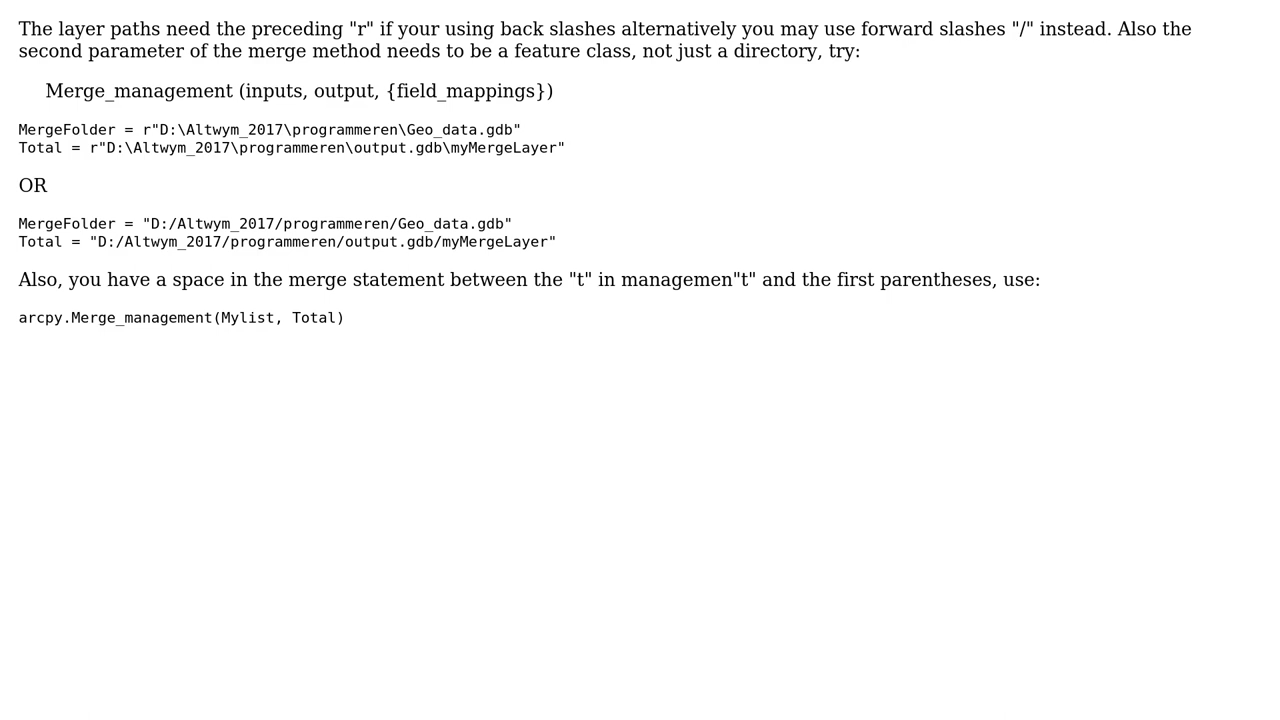 The layer paths need the preceding "r" if your using back slashes alternatively you may use forward slashes "/" instead. Also the
second parameter of the merge method needs to be a feature class, not just a directory, try:
Merge_management (inputs, output, {field_mappings})
MergeFolder = r"D:\Altwym_2017\programmeren\Geo_data.gdb"
Total = r"D:\Altwym_2017\programmeren\output.gdb\myMergeLayer"
OR
MergeFolder = "D:/Altwym_2017/programmeren/Geo_data.gdb"
Total = "D:/Altwym_2017/programmeren/output.gdb/myMergeLayer"
Also, you have a space in the merge statement between the "t" in managemen"t" and the first parentheses, use:
arcpy.Merge_management(Mylist, Total)